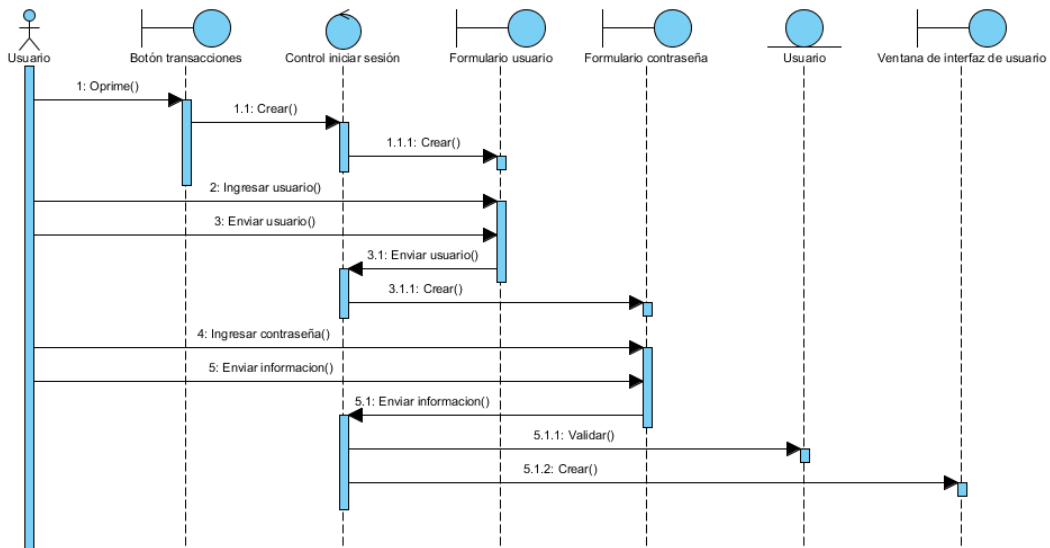 Usuario
Botón transacciones
Control iniciar sesión
Formulario usuario
Formulario contraseña
Usuario
Ventana de interfaz de usuario
1: Oprime()
1.1: Crear()
1.1.1: Crear()
2: Ingresar usuario()
3: Enviar usuario()
3.1: Enviar usuario()
3.1.1: Crear()
4: Ingresar contraseña()
5: Enviar informacion()
5.1: Enviar informacion()
5.1.1: Validar()
5.1.2: Crear()